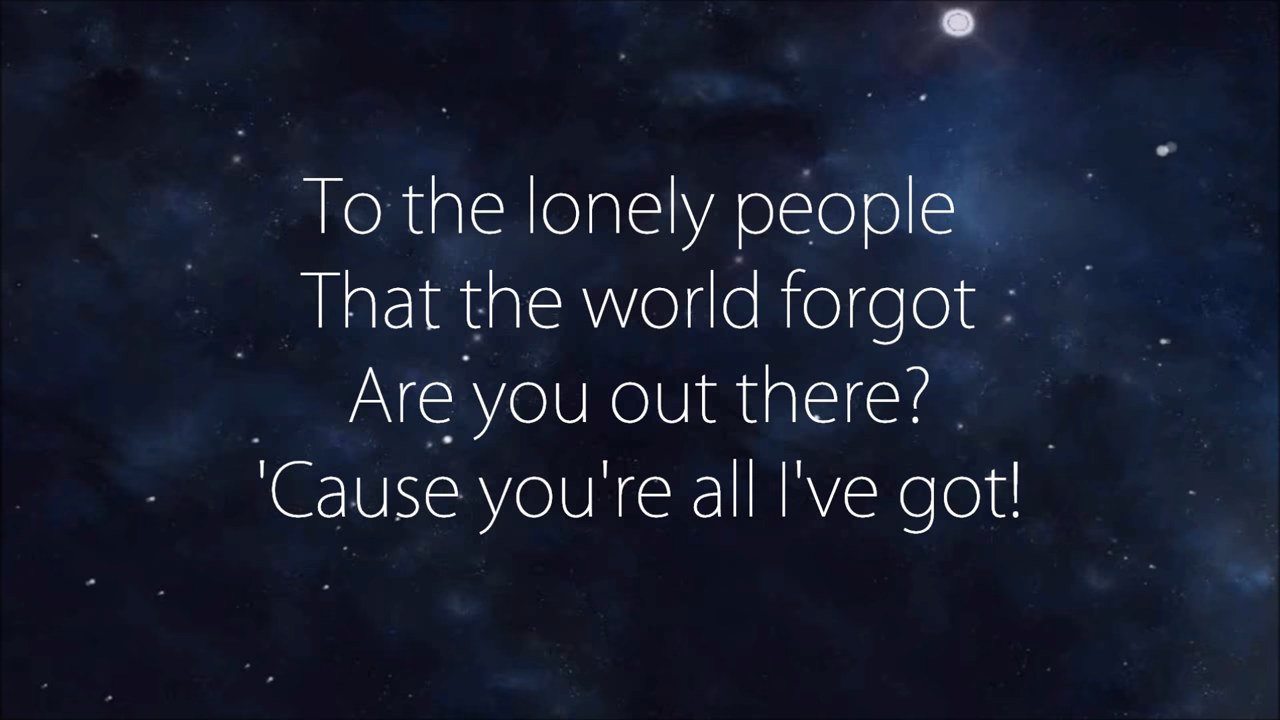 To the lonely people
That the world forgot
Are you out there?
'Cause you're all I've got!